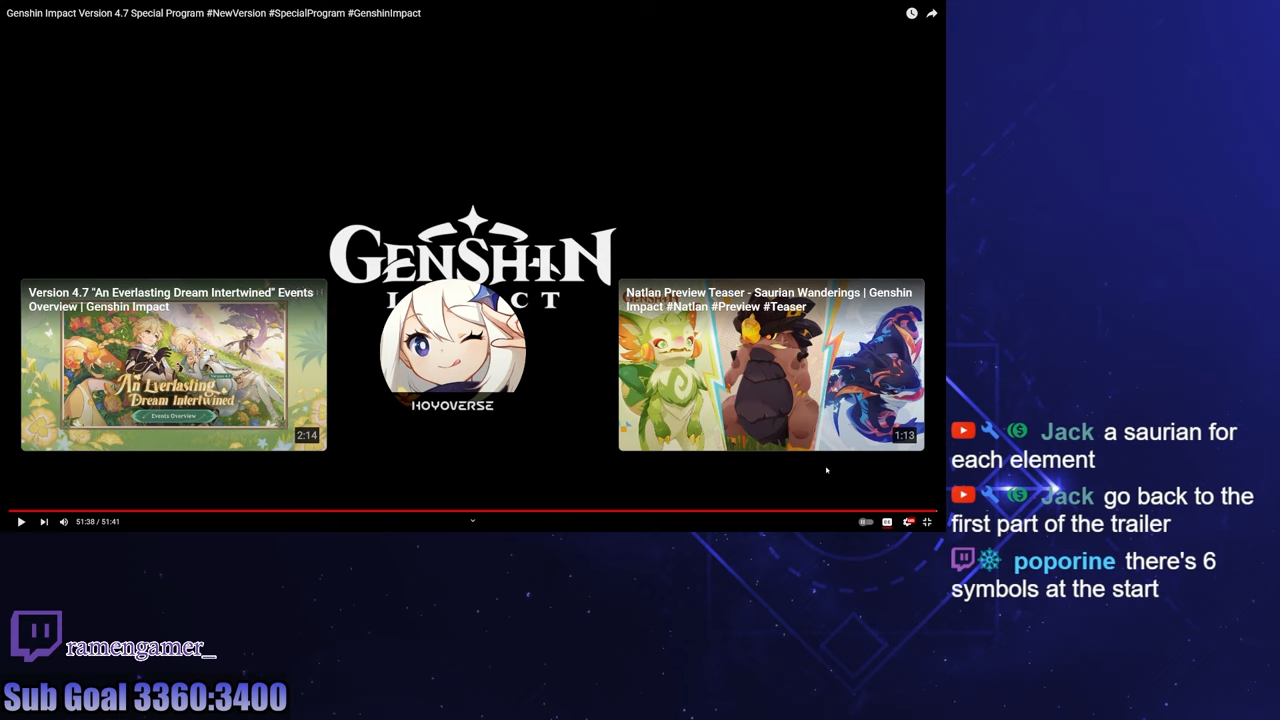 Genshin Impact Version 4.7 Special Program #NewVersion #SpecialProgram #GenshinImpact
GENSHIN
Version 4.7 "An Everlasting Dream Intertwined" Events
Overview | Genshin Impact
An Everlasting
Dream Intertwined
Events Overview
2:14
HOYOVERSE
Natlan Preview Teaser - Saurian Wanderings | Genshin
Impact #Natlan #Preview #Teaser
1:13
51:38 / 51:41
Jack a saurian for
each element
Jack go back to the
first part of the trailer
poporine there's 6
symbols at the start
ramengamer_
Sub Goal 3360:3400